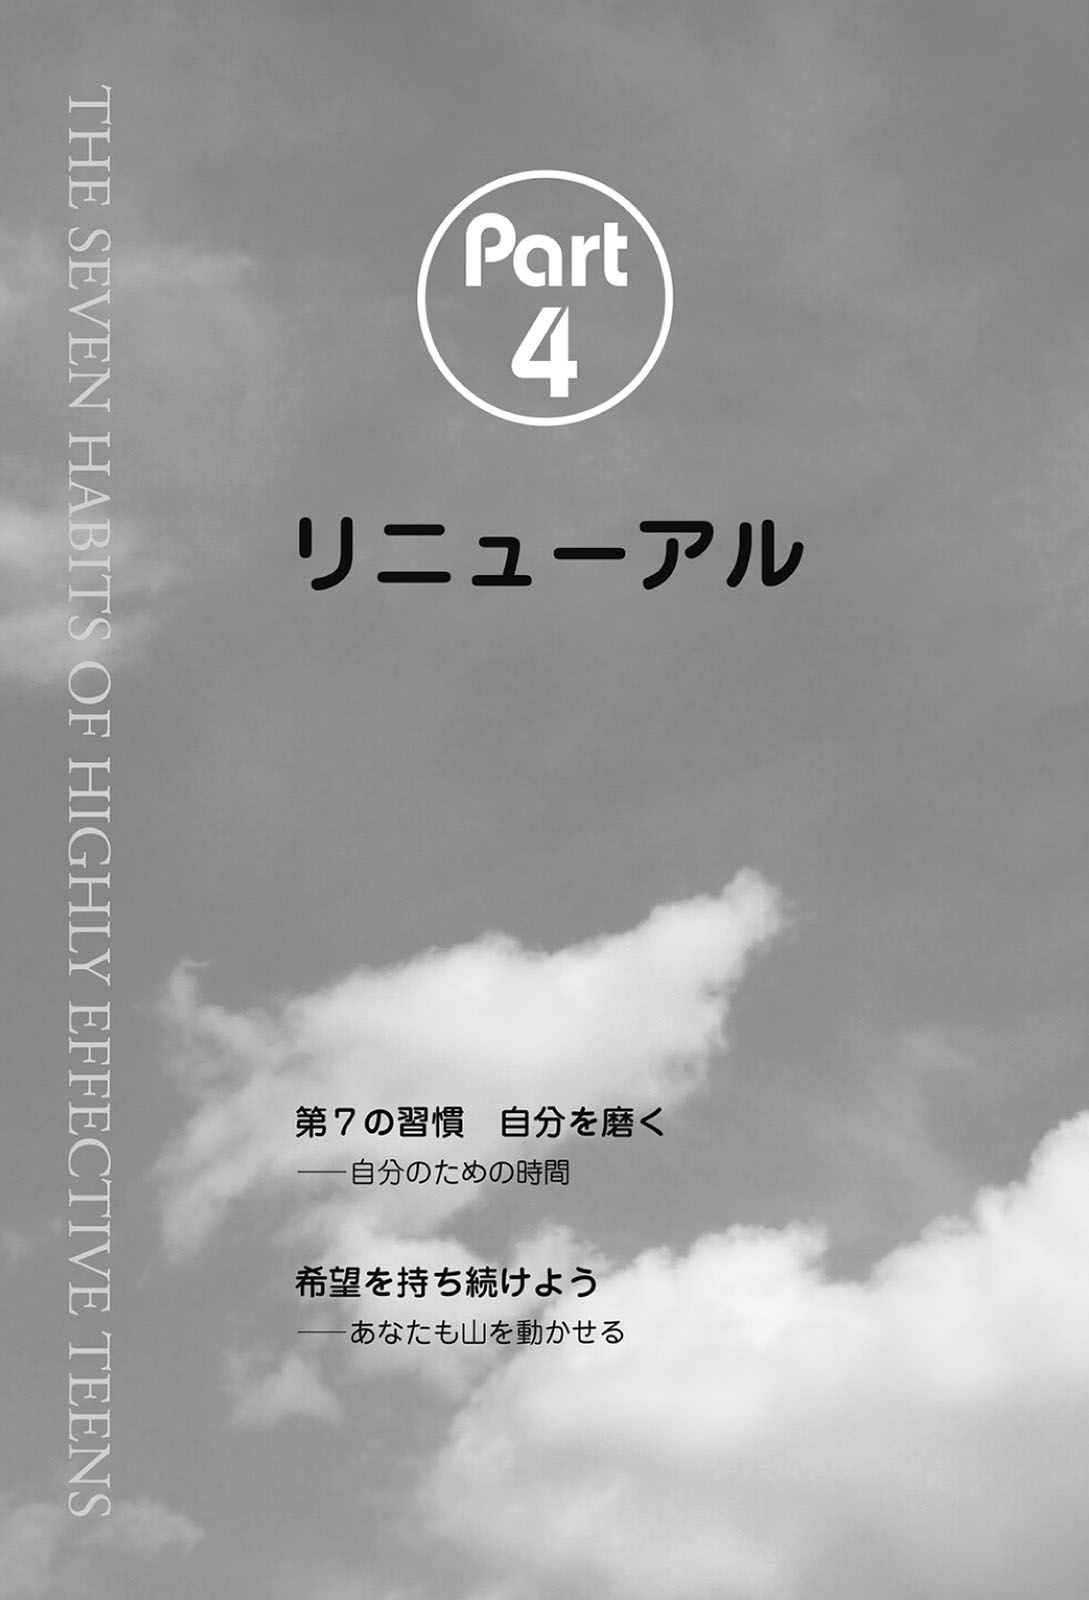 THE SEVEN HABITS OF HIGHLY EFFECTIVE TEENS
Part
4
リニューアル
第7の習慣　自分を磨く
――自分のための時間
希望を持ち続けよう
――あなたも山を動かせる